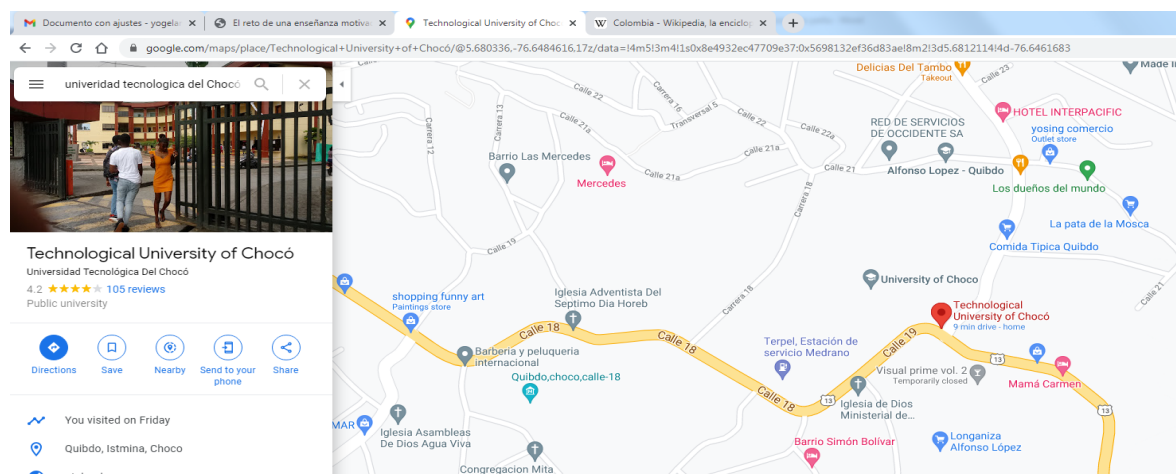 Documento con ajustes - yogela
El reto de una enseñanza motiva
Technological University of Choc
Colombia - Wikipedia, la enciclop
google.com/maps/place/Technological+University+of+Chocó/@5.680336,-76.6484616,17z/data=!4m5!3m4!1s0x8e4932ec47709e37:0x5698132ef36d83ae!8m2!3d5.6812114!4d-76.6461683
univeridad tecnologica del Chocó
Technological University of Chocó
Universidad Tecnológica Del Chocó
4.2 105 reviews
Public university
Directions
Save
Nearby
Send to your
phone
Share
You visited on Friday
Quibdo, Istmina, Choco
Delicias Del Tambo
Takeout
Calle 23
Made I
Calle 22
Carrera 16
Transversal 5
Carrera 13
Calle 21a
Calle 22
Calle 22a
RED DE SERVICIOS
DE OCCIDENTE SA
HOTEL INTERPACIFIC
yosing comercio
Outlet store
Carrera 12
Barrio Las Mercedes
Mercedes
Calle 21a
Calle 21a
Calle 21
Alfonso Lopez - Quibdo
Los dueños del mundo
Carrera 18
La pata de la Mosca
Calle 19
Comida Tipica Quibdo
University of Choco
Calle 21
shopping funny art
Paintings store
Iglesia Adventista Del
Septimo Dia Horeb
Carrera 18
Technological
University of Chocó
9 min drive - home
Calle 18
Calle 18
Calle 19
Barberia y peluqueria
internacional
Terpel, Estación de
servicio Medrano
13
Quibdo,choco,calle-18
Visual prime vol. 2
Temporarily closed
Mamá Carmen
Calle 18
13
13
MAR
Iglesia Asambleas
De Dios Agua Viva
Iglesia de Dios
Ministerial de...
Barrio Simón Bolívar
Longaniza
Alfonso López
Congregacion Mita